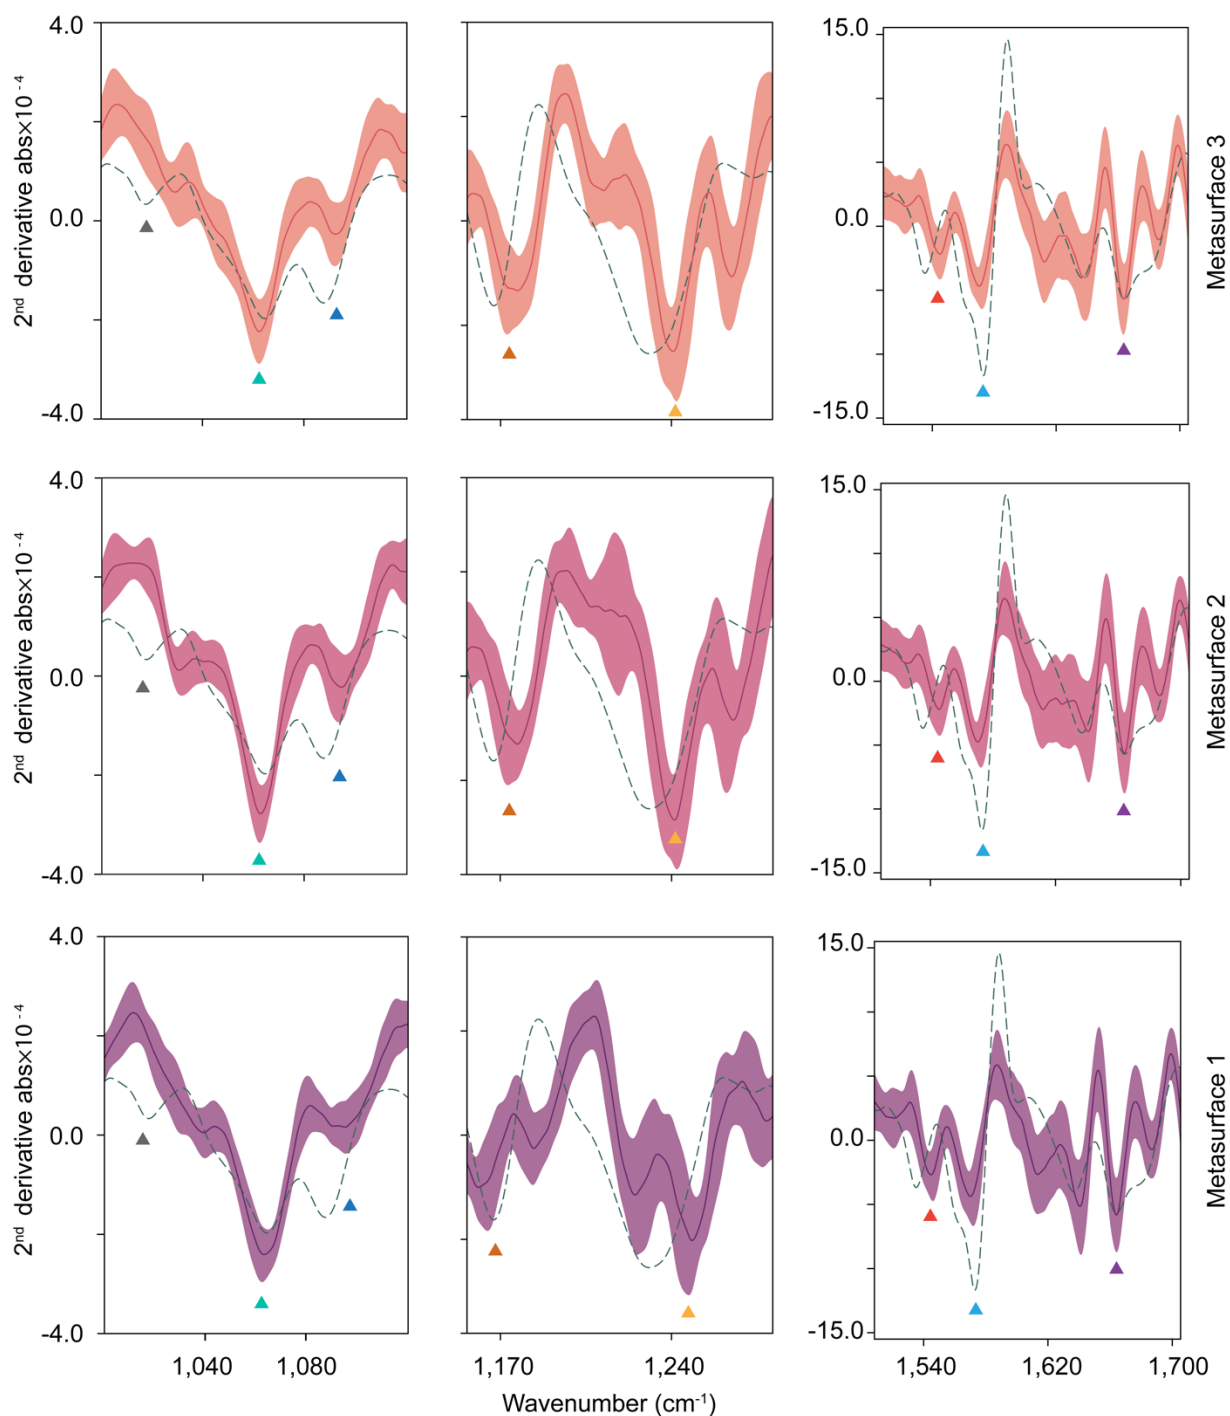 4.0
0.0
-4.0
2nd derivative abs×10 -4
15.0
0.0
-15.0
Metasurface 3
4.0
0.0
-4.0
2nd derivative abs×10 -4
15.0
0.0
-15.0
Metasurface 2
4.0
0.0
-4.0
2nd derivative abs×10 -4
15.0
0.0
-15.0
Metasurface 1
1,040 1,080 1,170 1,240 1,540 1,620 1,700
Wavenumber (cm-1)